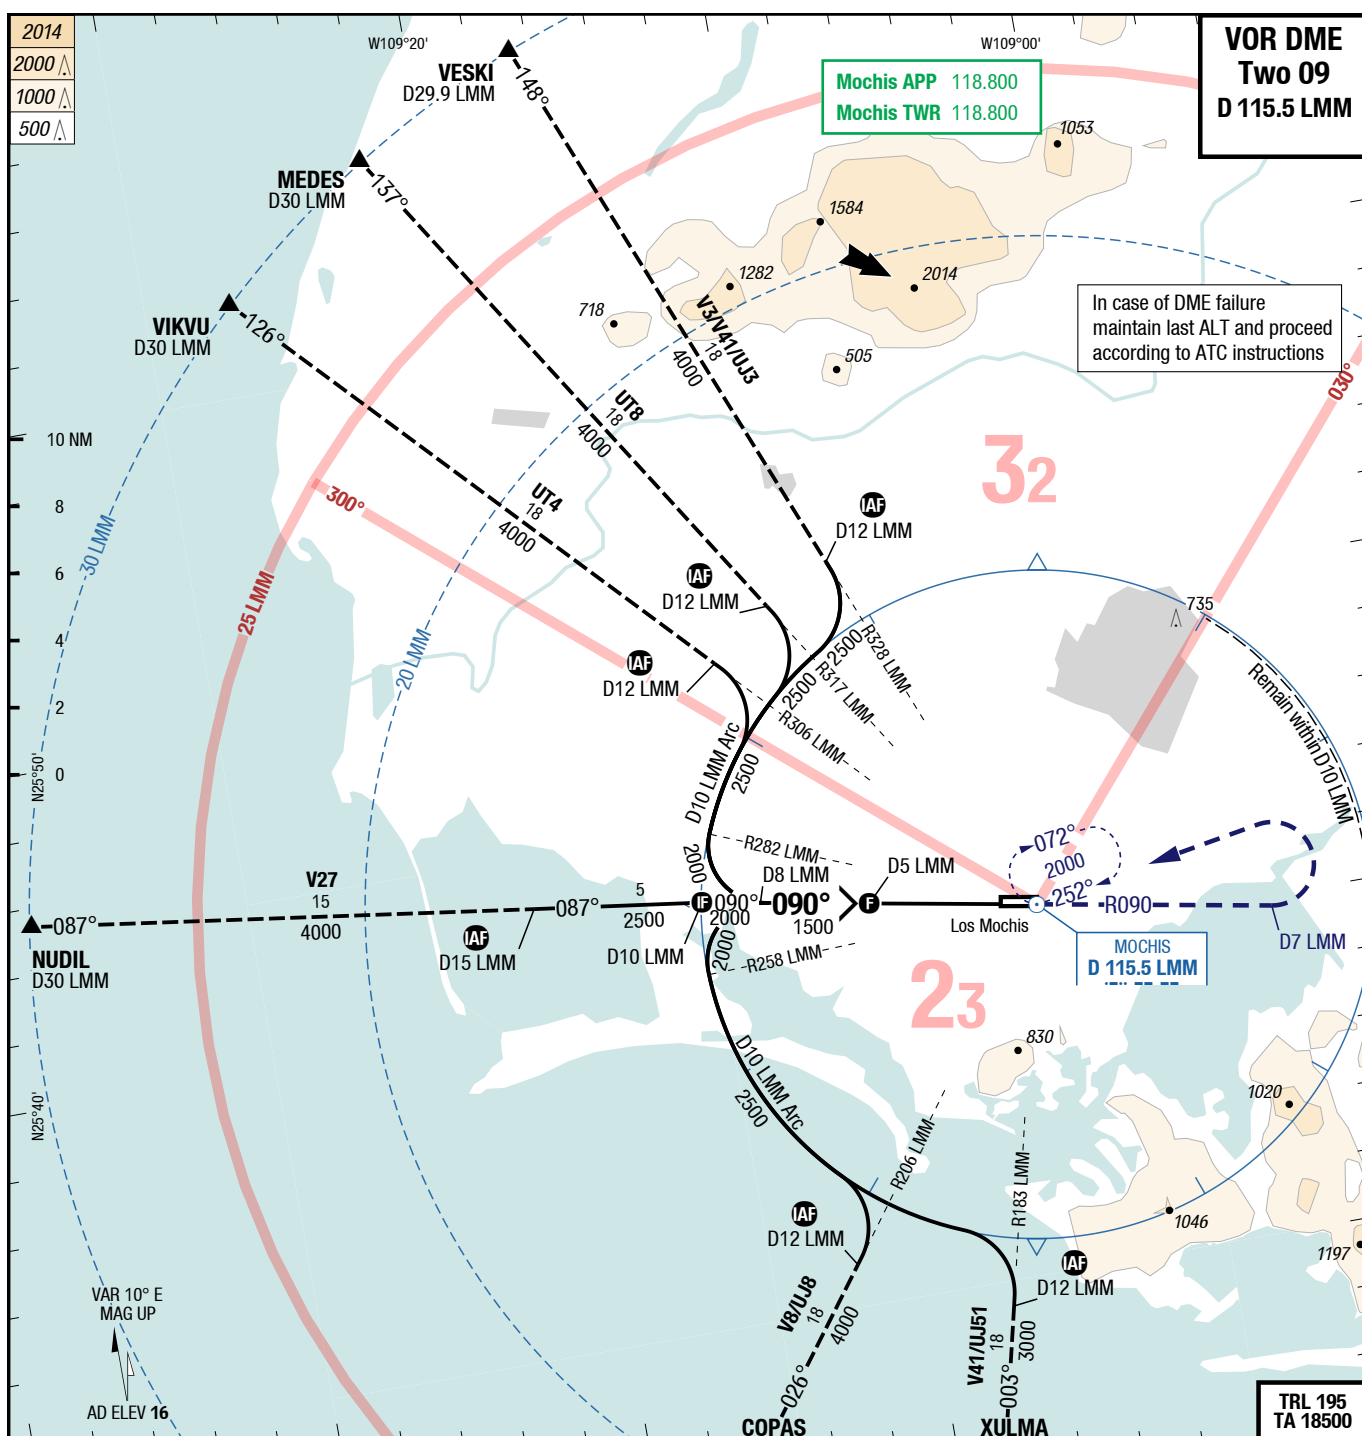 2014
2000
1000
500
W109°20'
W109°00'
VOR DME
Two 09
D 115.5 LMM
Mochis APP 118.800
Mochis TWR 118.800
VESKI
D29.9 LMM
148°
MEDES
D30 LMM
137°
VIKVU
D30 LMM
126°
1053
1584
1282
2014
718
505
In case of DME failure
maintain last ALT and proceed
according to ATC instructions
030°
V3/V41/UJ3
18
4000
UT8
18
4000
UT4
18
4000
10 NM
8
6
4
2
0
30 LMM
25 LMM
20 LMM
300°
32
IAF
D12 LMM
IAF
D12 LMM
IAF
D12 LMM
735
2500
R328 LMM
2500
R317 LMM
R306 LMM
D10 LMM Arc
2500
Remain within D10 LMM
N25°50'
R282 LMM
2000
D8 LMM
D5 LMM
072°
2000
252°
V27
15
4000
087°
NUDIL
D30 LMM
087°
5
2500
IF
090°
2000
090°
1500
F
Los Mochis
R090
D7 LMM
IAF
D15 LMM
D10 LMM
2000
R258 LMM
MOCHIS
D 115.5 LMM
23
830
1020
N25°40'
D10 LMM Arc
2500
R206 LMM
R183 LMM
1046
1197
IAF
D12 LMM
IAF
D12 LMM
VAR 10° E
MAG UP
AD ELEV 16
V8/UJ8
18
4000
026°
COPAS
V41/UJ51
18
3000
003°
XULMA
TRL 195
TA 18500